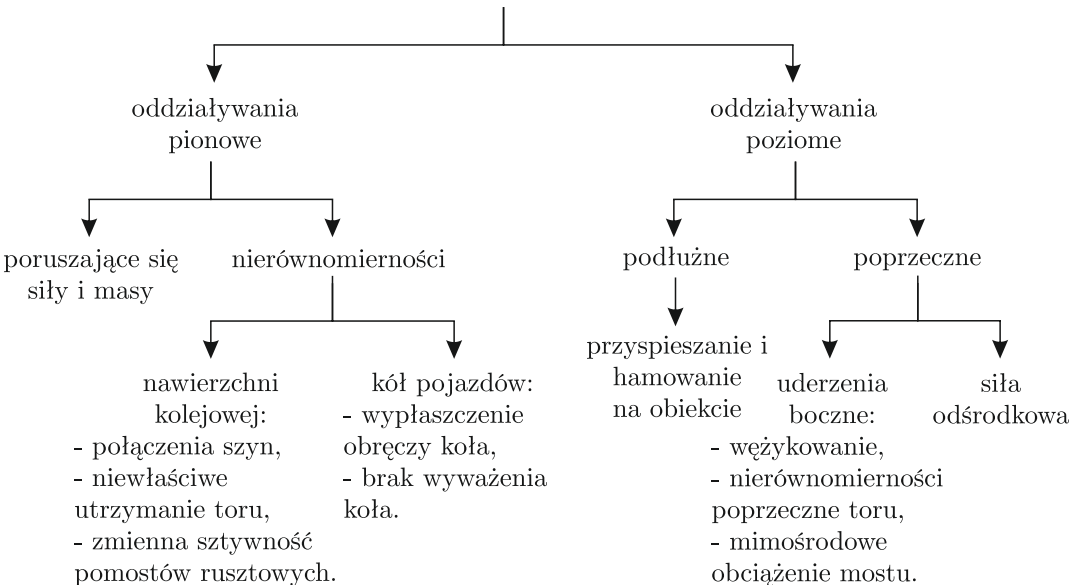 oddziaływania
pionowe
oddziaływania
poziome
poruszające się
siły i masy
nierównomierności
podłużne
poprzeczne
nawierzchni
kolejowej:
- połączenia szyn,
- niewłaściwe
utrzymanie toru,
- zmienna sztywność
pomostów rusztowych.
kół pojazdów:
- wypłaszczenie
obręczy koła,
- brak wyważenia
koła.
przyspieszanie i
hamowanie
na obiekcie
uderzenia
boczne:
- wężykowanie,
- nierównomierności
poprzeczne toru,
- mimośrodowe
obciążenie mostu.
siła
odśrodkowa